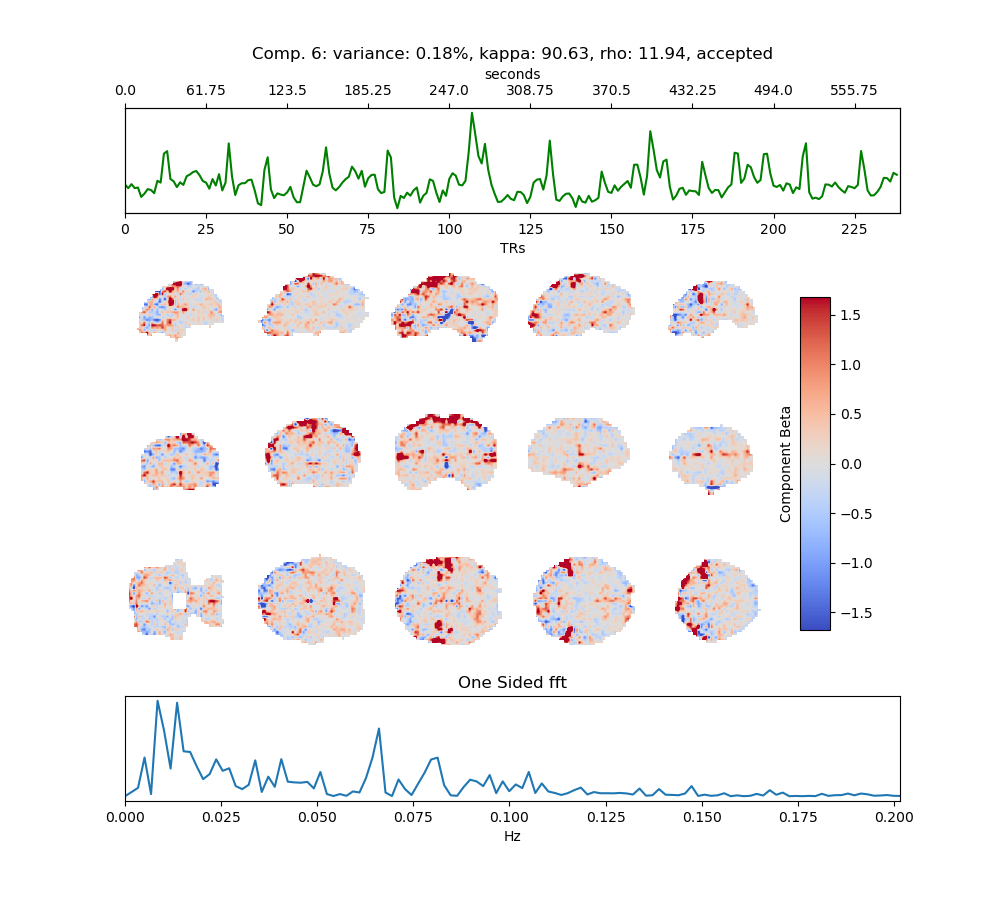 Comp. 6: variance: 0.18%, kappa: 90.63, rho: 11.94, accepted
seconds
0.0 61.75 123.5 185.25 247.0 308.75 370.5 432.25 494.0 555.75
0 25 50 75 100 125 150 175 200 225
TRs
1.5
1.0
0.5
0.0
−0.5
−1.0
−1.5
Component Beta
One Sided fft
0.000 0.025 0.050 0.075 0.100 0.125 0.150 0.175 0.200
Hz